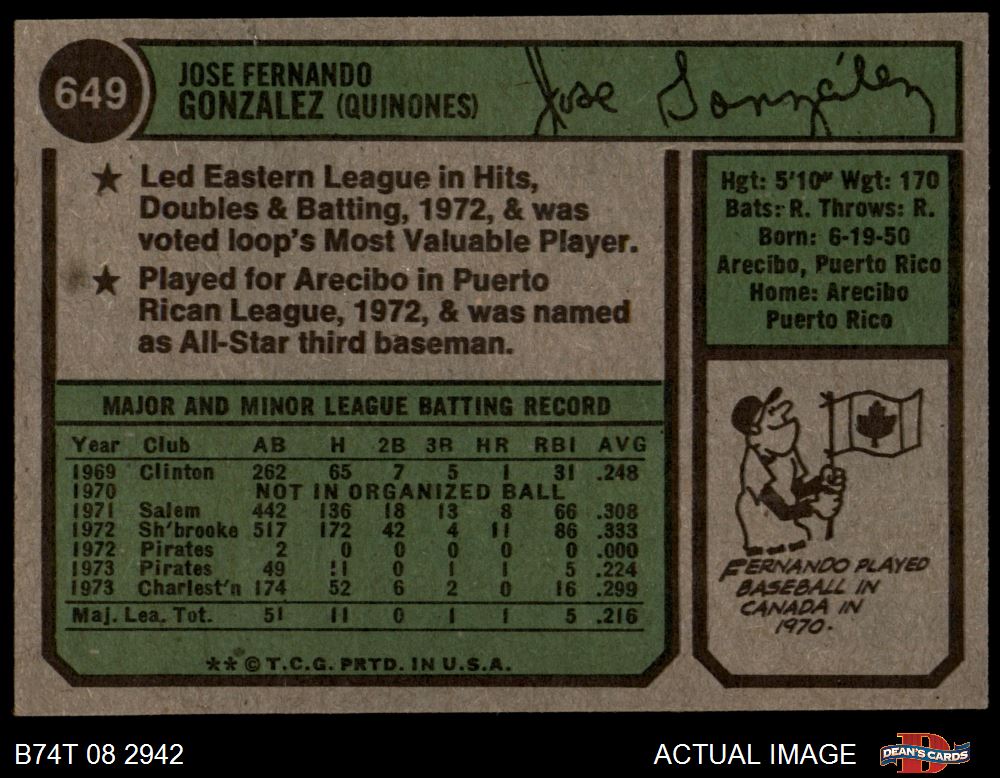 649
JOSE FERNANDO
GONZALEZ (QUINONES)
Jose González
★ Led Eastern League in Hits,
Doubles & Batting, 1972, & was
voted loop's Most Valuable Player.
★ Played for Arecibo in Puerto
Rican League, 1972, & was named
as All-Star third baseman.
Hgt: 5'10" Wgt: 170
Bats: R. Throws: R.
Born: 6-19-50
Arecibo, Puerto Rico
Home: Arecibo
Puerto Rico
MAJOR AND MINOR LEAGUE BATTING RECORD
Year Club AB H 2B 3B HR RBI AVG
1969 Clinton 262 65 7 5 1 31 .248
1970 NOT IN ORGANIZED BALL
1971 Salem 442 136 18 13 8 66 .308
1972 Sh'brooke 517 172 42 4 11 86 .333
1972 Pirates 2 0 0 0 0 0 .000
1973 Pirates 49 11 0 1 1 5 .224
1973 Charlest'n 174 52 6 2 0 16 .299
Maj. Lea. Tot. 51 11 0 1 1 5 .216
** © T.C.G. PRTD. IN U.S.A.
FERNANDO PLAYED
BASEBALL IN
CANADA IN
1970.
B74T 08 2942
ACTUAL IMAGE
D
DEAN'S CARDS